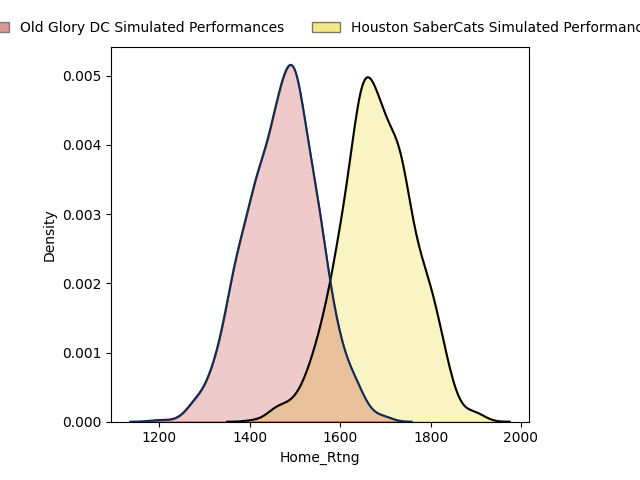 Old Glory DC Simulated Performances
Houston SaberCats Simulated
0.005
0.004
0.003
0.002
0.001
0.000
Density
1200 1400 1600 1800 2000
Home_Rtng